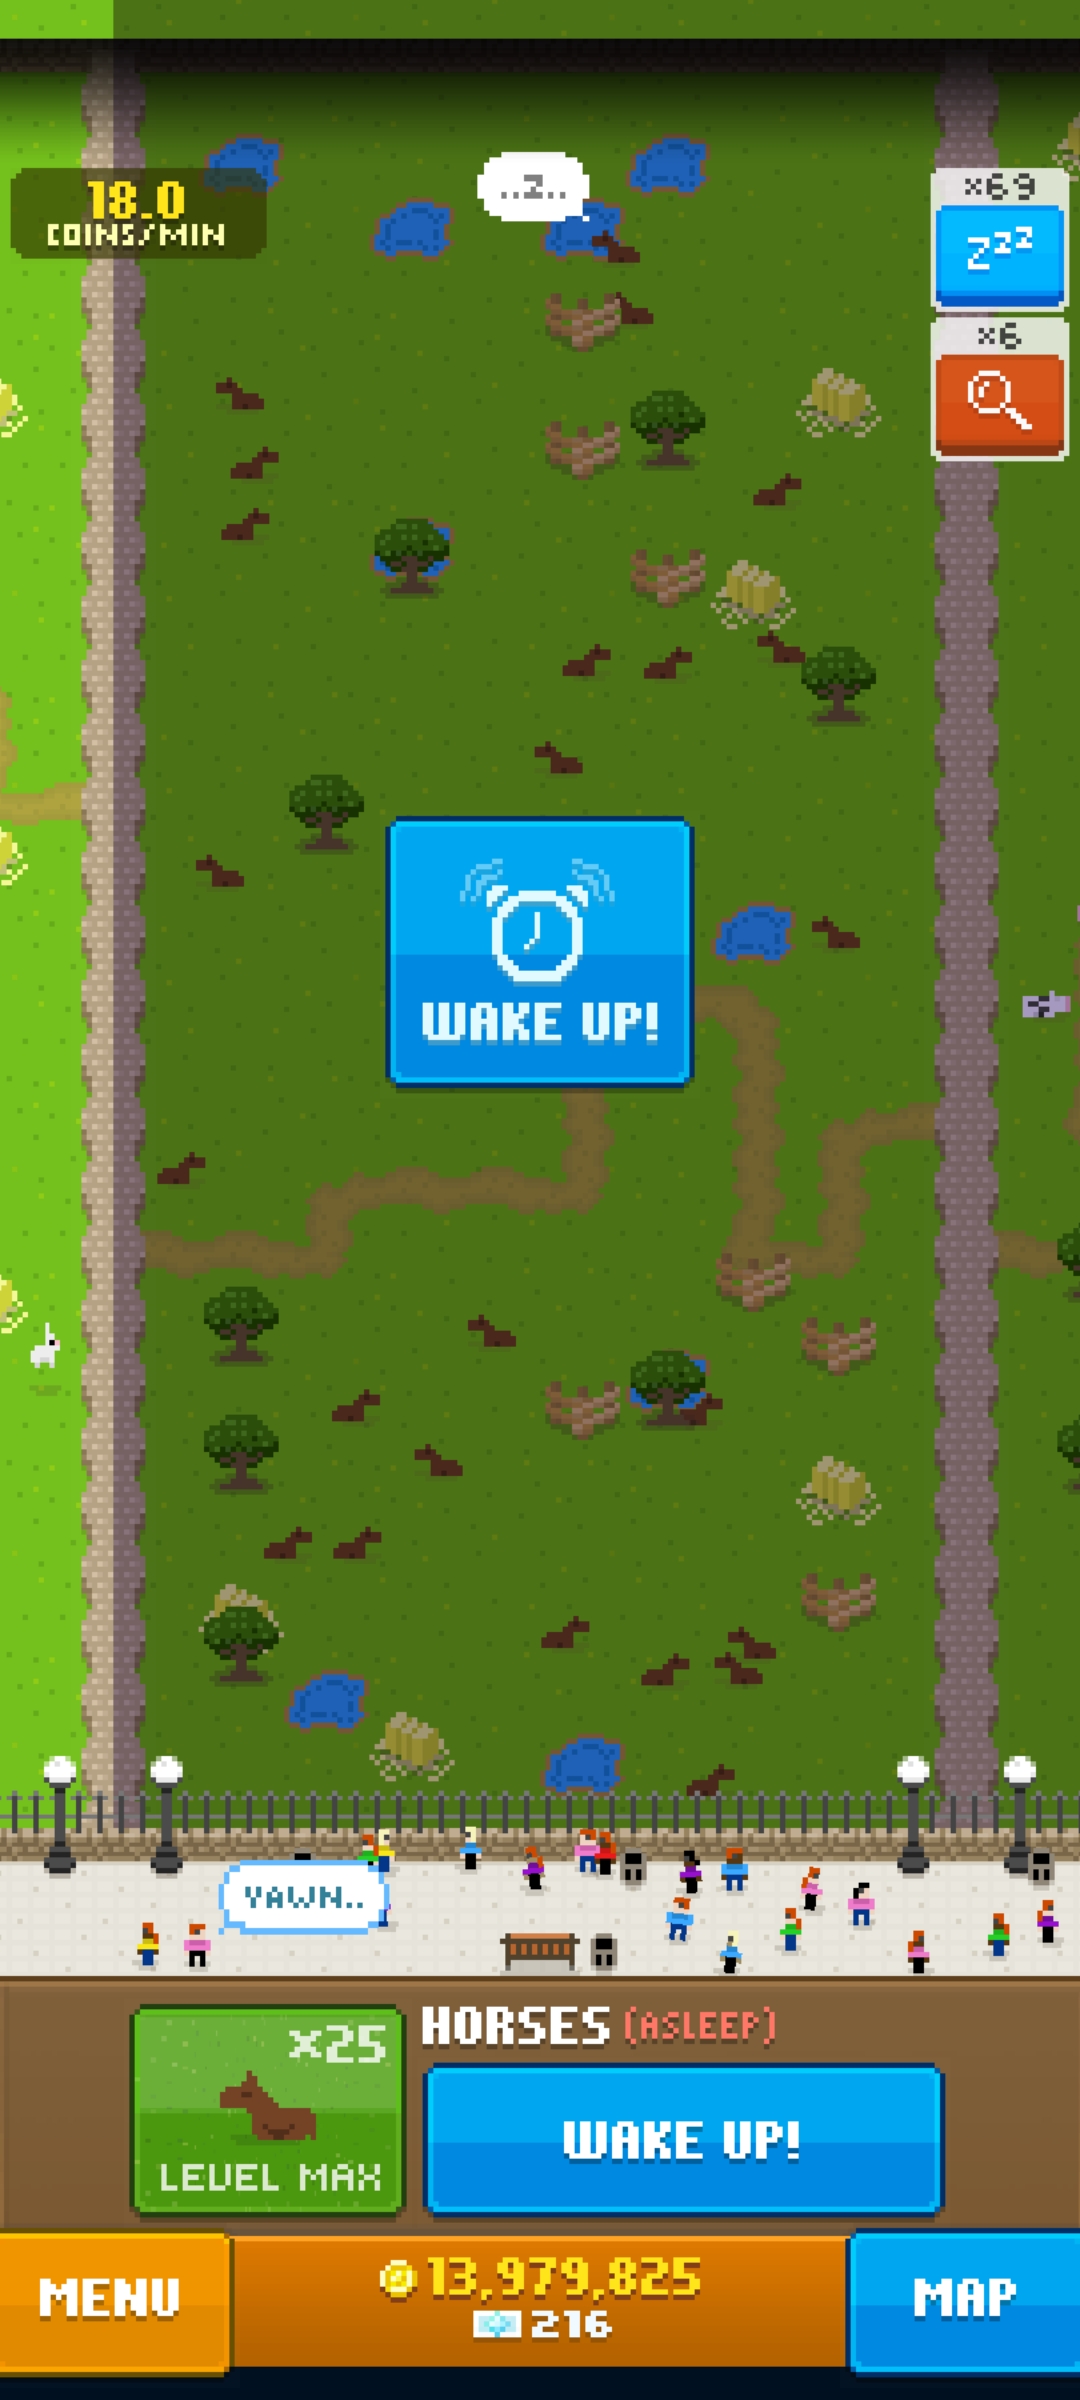 ..z..
18.0
COINS/MIN
x69
zzz
x6
WAKE UP!
YAWN..
x25
LEVEL MAX
HORSES (ASLEEP)
WAKE UP!
MENU
13,979,825
216
MAP